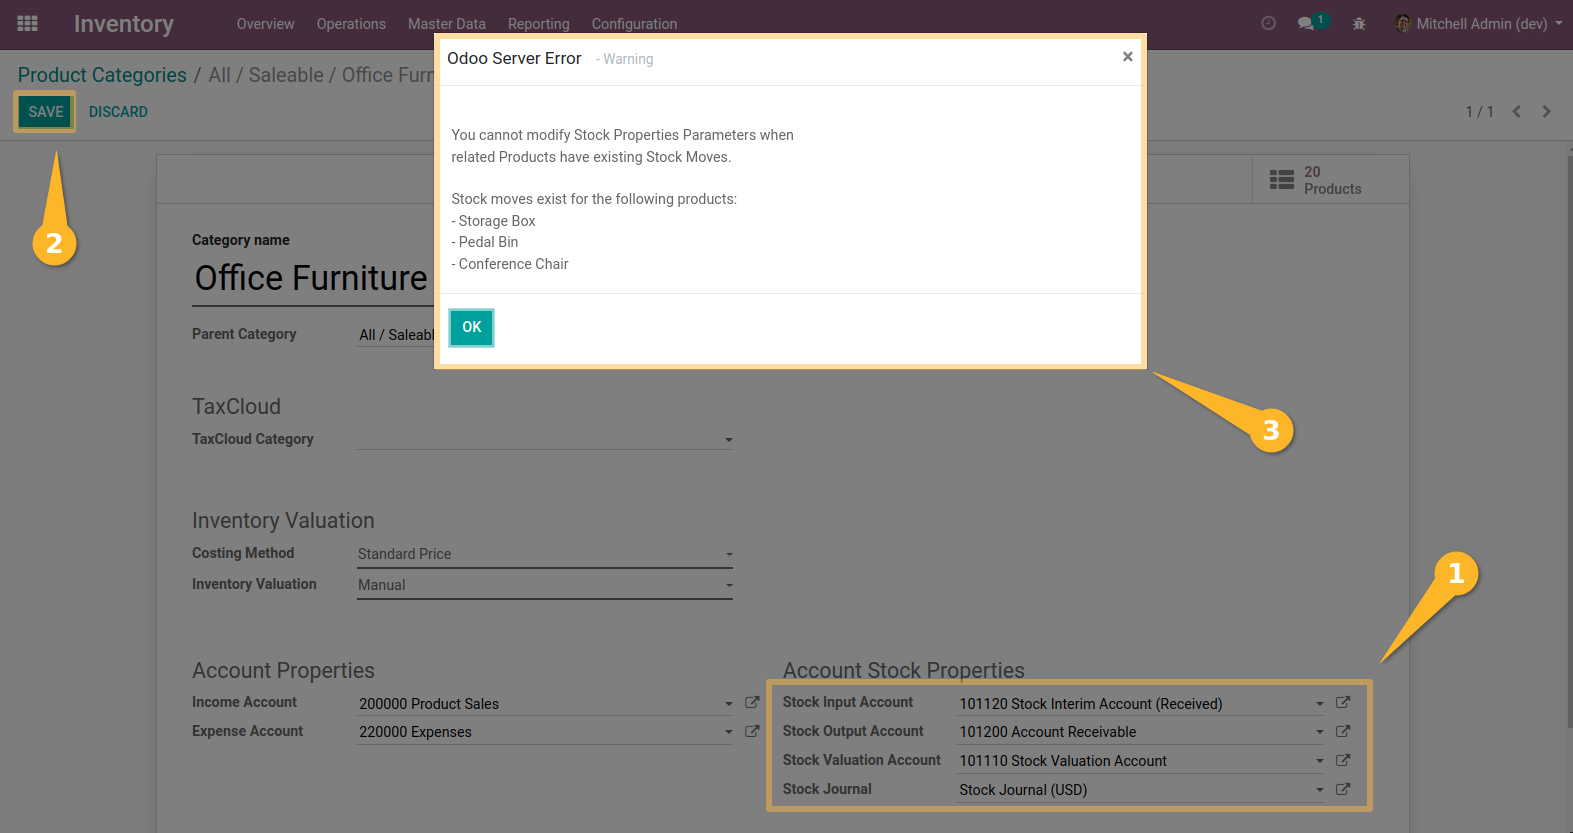 Inventory Overview Operations Master Data Reporting Configuration 1 Mitchell Admin (dev)
Product Categories / All / Saleable / Office Furn
SAVE DISCARD 1 / 1
Odoo Server Error - Warning ×
You cannot modify Stock Properties Parameters when
related Products have existing Stock Moves.
Stock moves exist for the following products:
- Storage Box
- Pedal Bin
- Conference Chair
OK
20
Products
2
3
1
Category name
Office Furniture
Parent Category All / Saleabl
TaxCloud
TaxCloud Category
Inventory Valuation
Costing Method Standard Price
Inventory Valuation Manual
Account Properties
Income Account 200000 Product Sales
Expense Account 220000 Expenses
Account Stock Properties
Stock Input Account 101120 Stock Interim Account (Received)
Stock Output Account 101200 Account Receivable
Stock Valuation Account 101110 Stock Valuation Account
Stock Journal Stock Journal (USD)